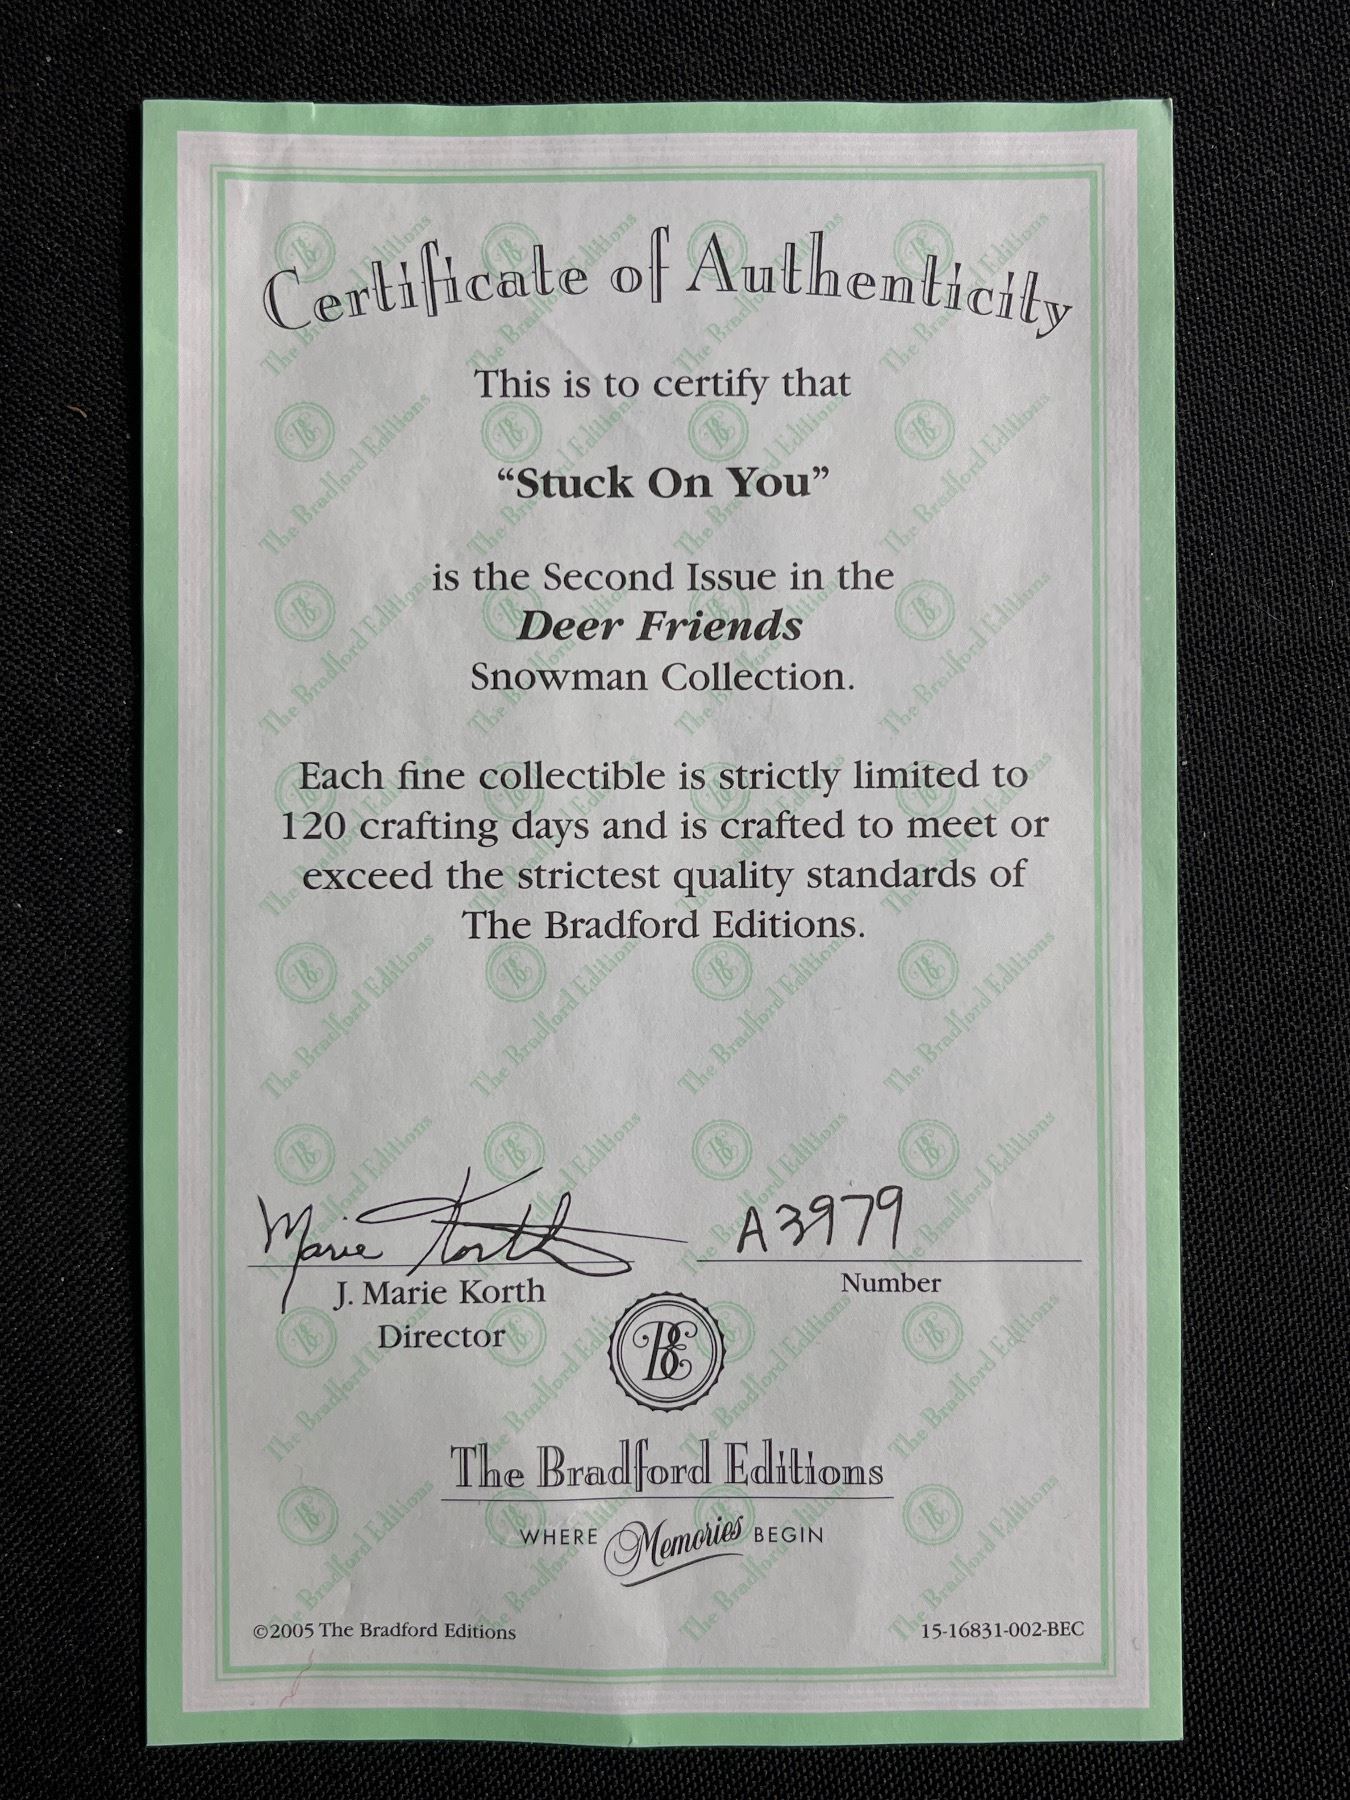 Certificate of Authenticity
This is to certify that
“Stuck On You”
is the Second Issue in the
Deer Friends
Snowman Collection.
Each fine collectible is strictly limited to
120 crafting days and is crafted to meet or
exceed the strictest quality standards of
The Bradford Editions.
Marie Korth
A3979
J. Marie Korth
Number
Director
BE
The Bradford Editions
WHERE Memories BEGIN
©2005 The Bradford Editions
15-16831-002-BEC